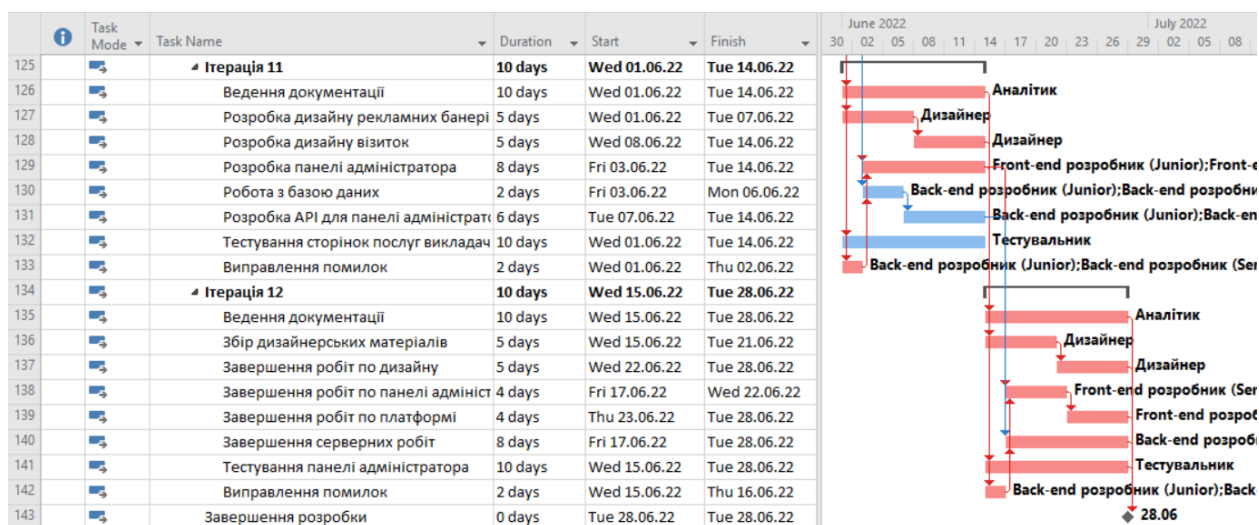 Task Mode Task Name Duration Start Finish June 2022 July 2022
30 02 05 08 11 14 17 20 23 26 29 02 05 08
125 Ітерація 11 10 days Wed 01.06.22 Tue 14.06.22
126 Ведення документації 10 days Wed 01.06.22 Tue 14.06.22 Аналітик
127 Розробка дизайну рекламних банері 5 days Wed 01.06.22 Tue 07.06.22 Дизайнер
128 Розробка дизайну візиток 5 days Wed 08.06.22 Tue 14.06.22 Дизайнер
129 Розробка панелі адміністратора 8 days Fri 03.06.22 Tue 14.06.22 Front-end розробник (Junior);Front-e
130 Робота з базою даних 2 days Fri 03.06.22 Mon 06.06.22 Back-end розробник (Junior);Back-end розробни
131 Розробка API для панелі адміністрат 6 days Tue 07.06.22 Tue 14.06.22 Back-end розробник (Junior);Back-en
132 Тестування сторінок послуг викладач 10 days Wed 01.06.22 Tue 14.06.22 Тестувальник
133 Виправлення помилок 2 days Wed 01.06.22 Thu 02.06.22 Back-end розробник (Junior);Back-end розробник (Sen
134 Ітерація 12 10 days Wed 15.06.22 Tue 28.06.22
135 Ведення документації 10 days Wed 15.06.22 Tue 28.06.22 Аналітик
136 Збір дизайнерських матеріалів 5 days Wed 15.06.22 Tue 21.06.22 Дизайнер
137 Завершення робіт по дизайну 5 days Wed 22.06.22 Tue 28.06.22 Дизайнер
138 Завершення робіт по панелі адмініст 4 days Fri 17.06.22 Wed 22.06.22 Front-end розробник (Sen
139 Завершення робіт по платформі 4 days Thu 23.06.22 Tue 28.06.22 Front-end розроб
140 Завершення серверних робіт 8 days Fri 17.06.22 Tue 28.06.22 Back-end розроб
141 Тестування панелі адміністратора 10 days Wed 15.06.22 Tue 28.06.22 Тестувальник
142 Виправлення помилок 2 days Wed 15.06.22 Thu 16.06.22 Back-end розробник (Junior);Back-
143 Завершення розробки 0 days Tue 28.06.22 Tue 28.06.22 28.06